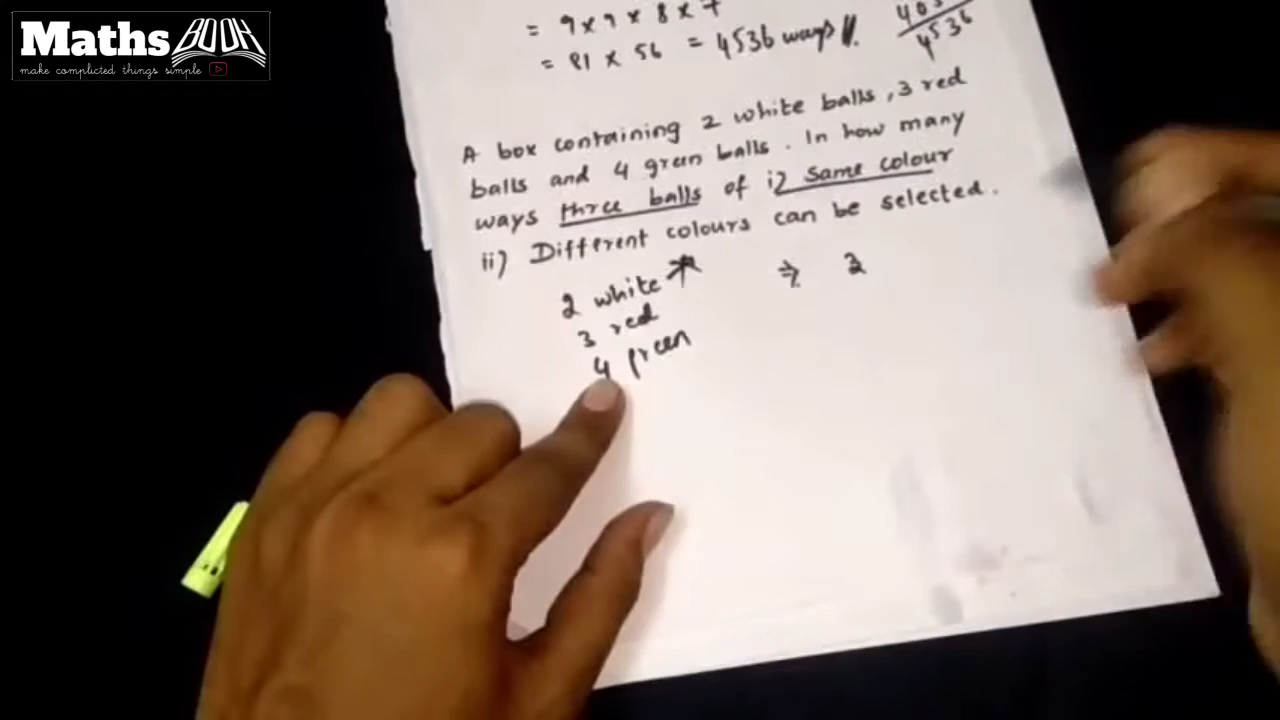 Maths BOOK
make complicted things simple
= 9 x 9 x 8 x 7
= 81 x 56 = 4536 ways //.
4536
A box containing 2 white balls, 3 red
balls and 4 green balls. In how many
ways three balls of i) Same colour
ii) Different colours can be selected.
2 white
3 red
4 green
⇒ 3